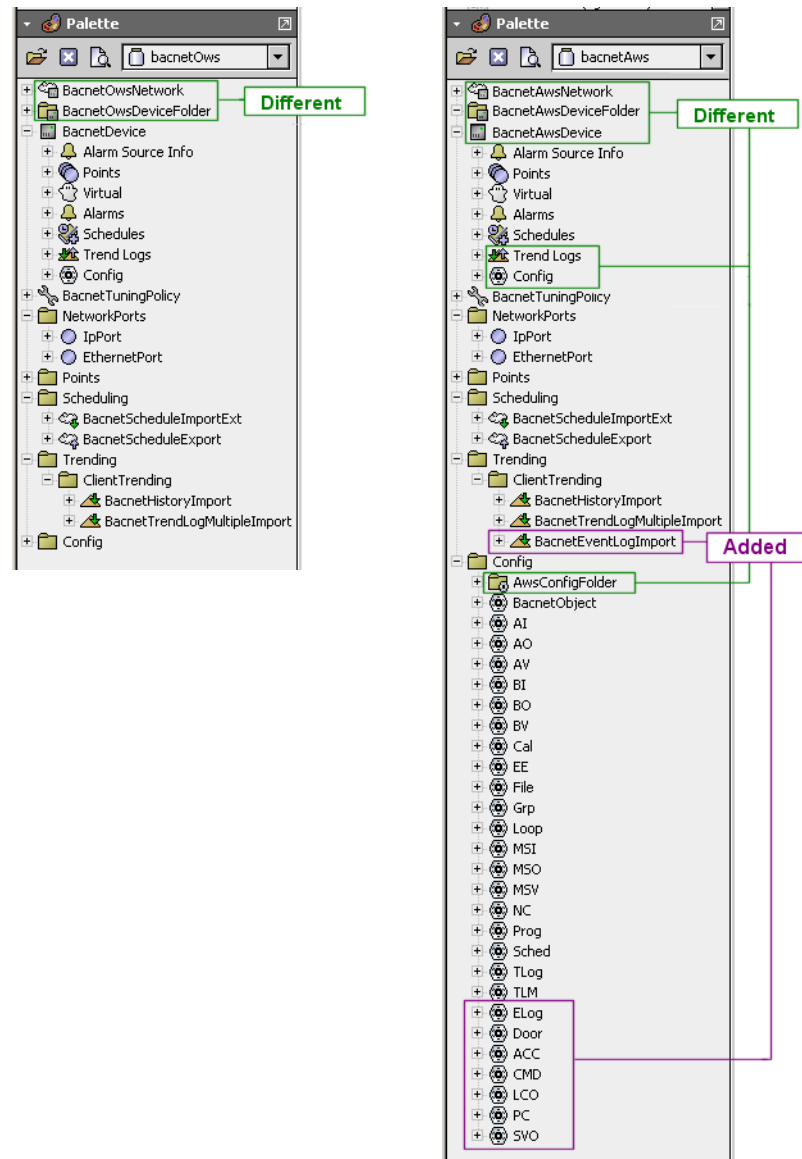 Palette
bacnetOws
BacnetOwsNetwork
BacnetOwsDeviceFolder
Different
BacnetDevice
Alarm Source Info
Points
Virtual
Alarms
Schedules
Trend Logs
Config
BacnetTuningPolicy
NetworkPorts
IpPort
EthernetPort
Points
Scheduling
BacnetScheduleImportExt
BacnetScheduleExport
Trending
ClientTrending
BacnetHistoryImport
BacnetTrendLogMultipleImport
Config
Palette
bacnetAws
BacnetAwsNetwork
BacnetAwsDeviceFolder
Different
BacnetAwsDevice
Alarm Source Info
Points
Virtual
Alarms
Schedules
Trend Logs
Config
BacnetTuningPolicy
NetworkPorts
IpPort
EthernetPort
Points
Scheduling
BacnetScheduleImportExt
BacnetScheduleExport
Trending
ClientTrending
BacnetHistoryImport
BacnetTrendLogMultipleImport
BacnetEventLogImport
Added
Config
AwsConfigFolder
BacnetObject
AI
AO
AV
BI
BO
BV
Cal
EE
File
Grp
Loop
MSI
MSO
MSV
NC
Prog
Sched
TLog
TLM
ELog
Door
ACC
CMD
LCO
PC
SVO